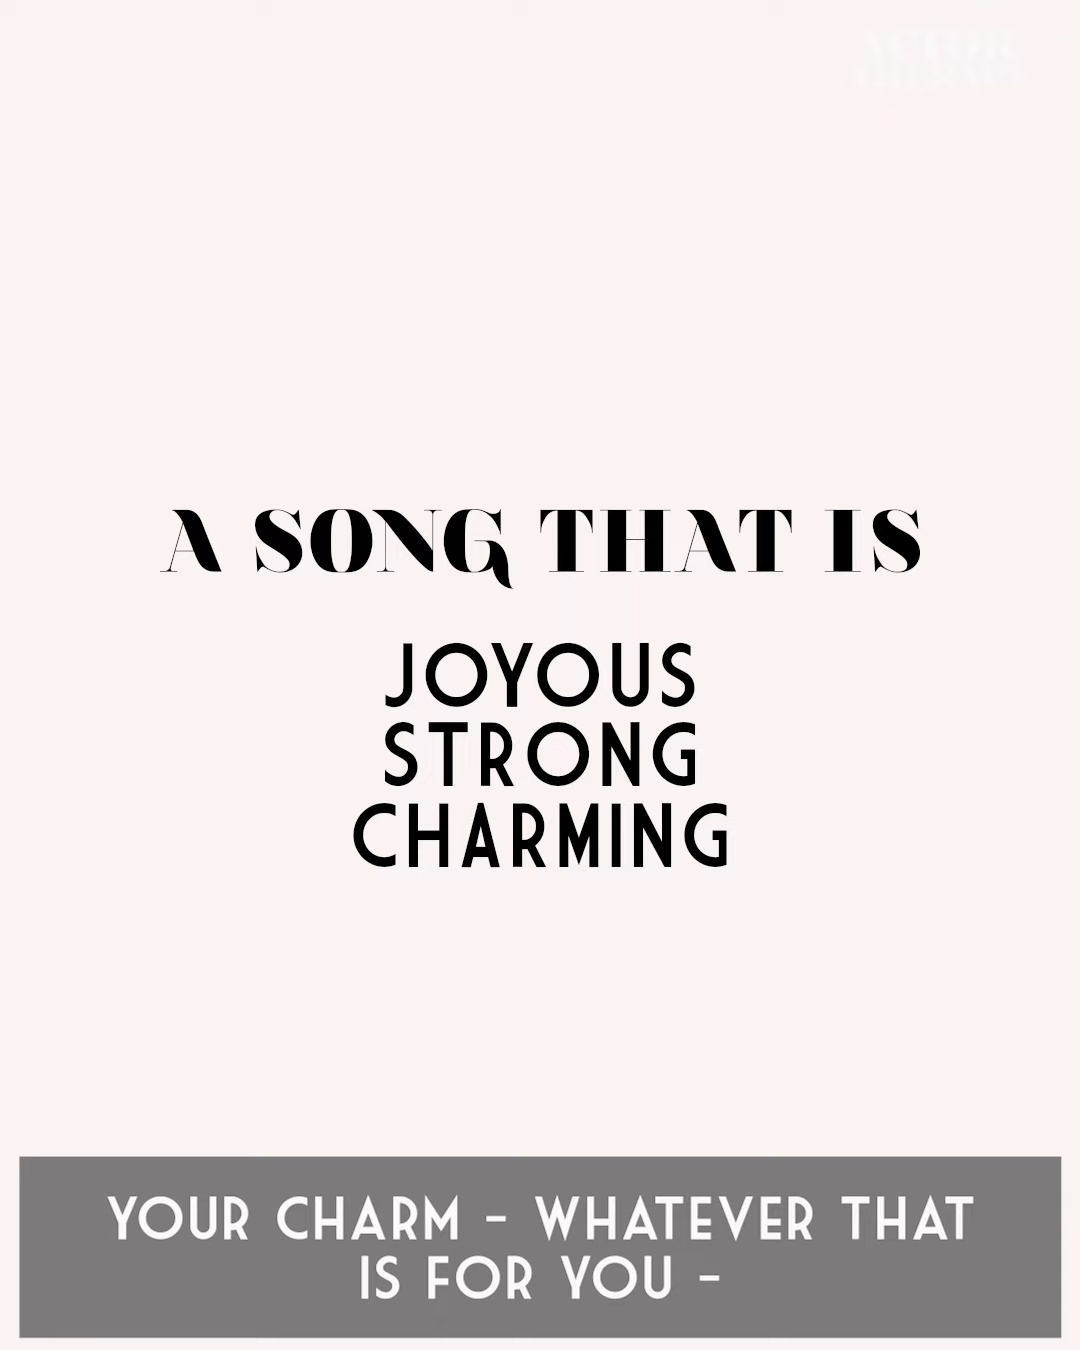 A SONG THAT IS
JOYOUS
STRONG
CHARMING
YOUR CHARM - WHATEVER THAT
IS FOR YOU -